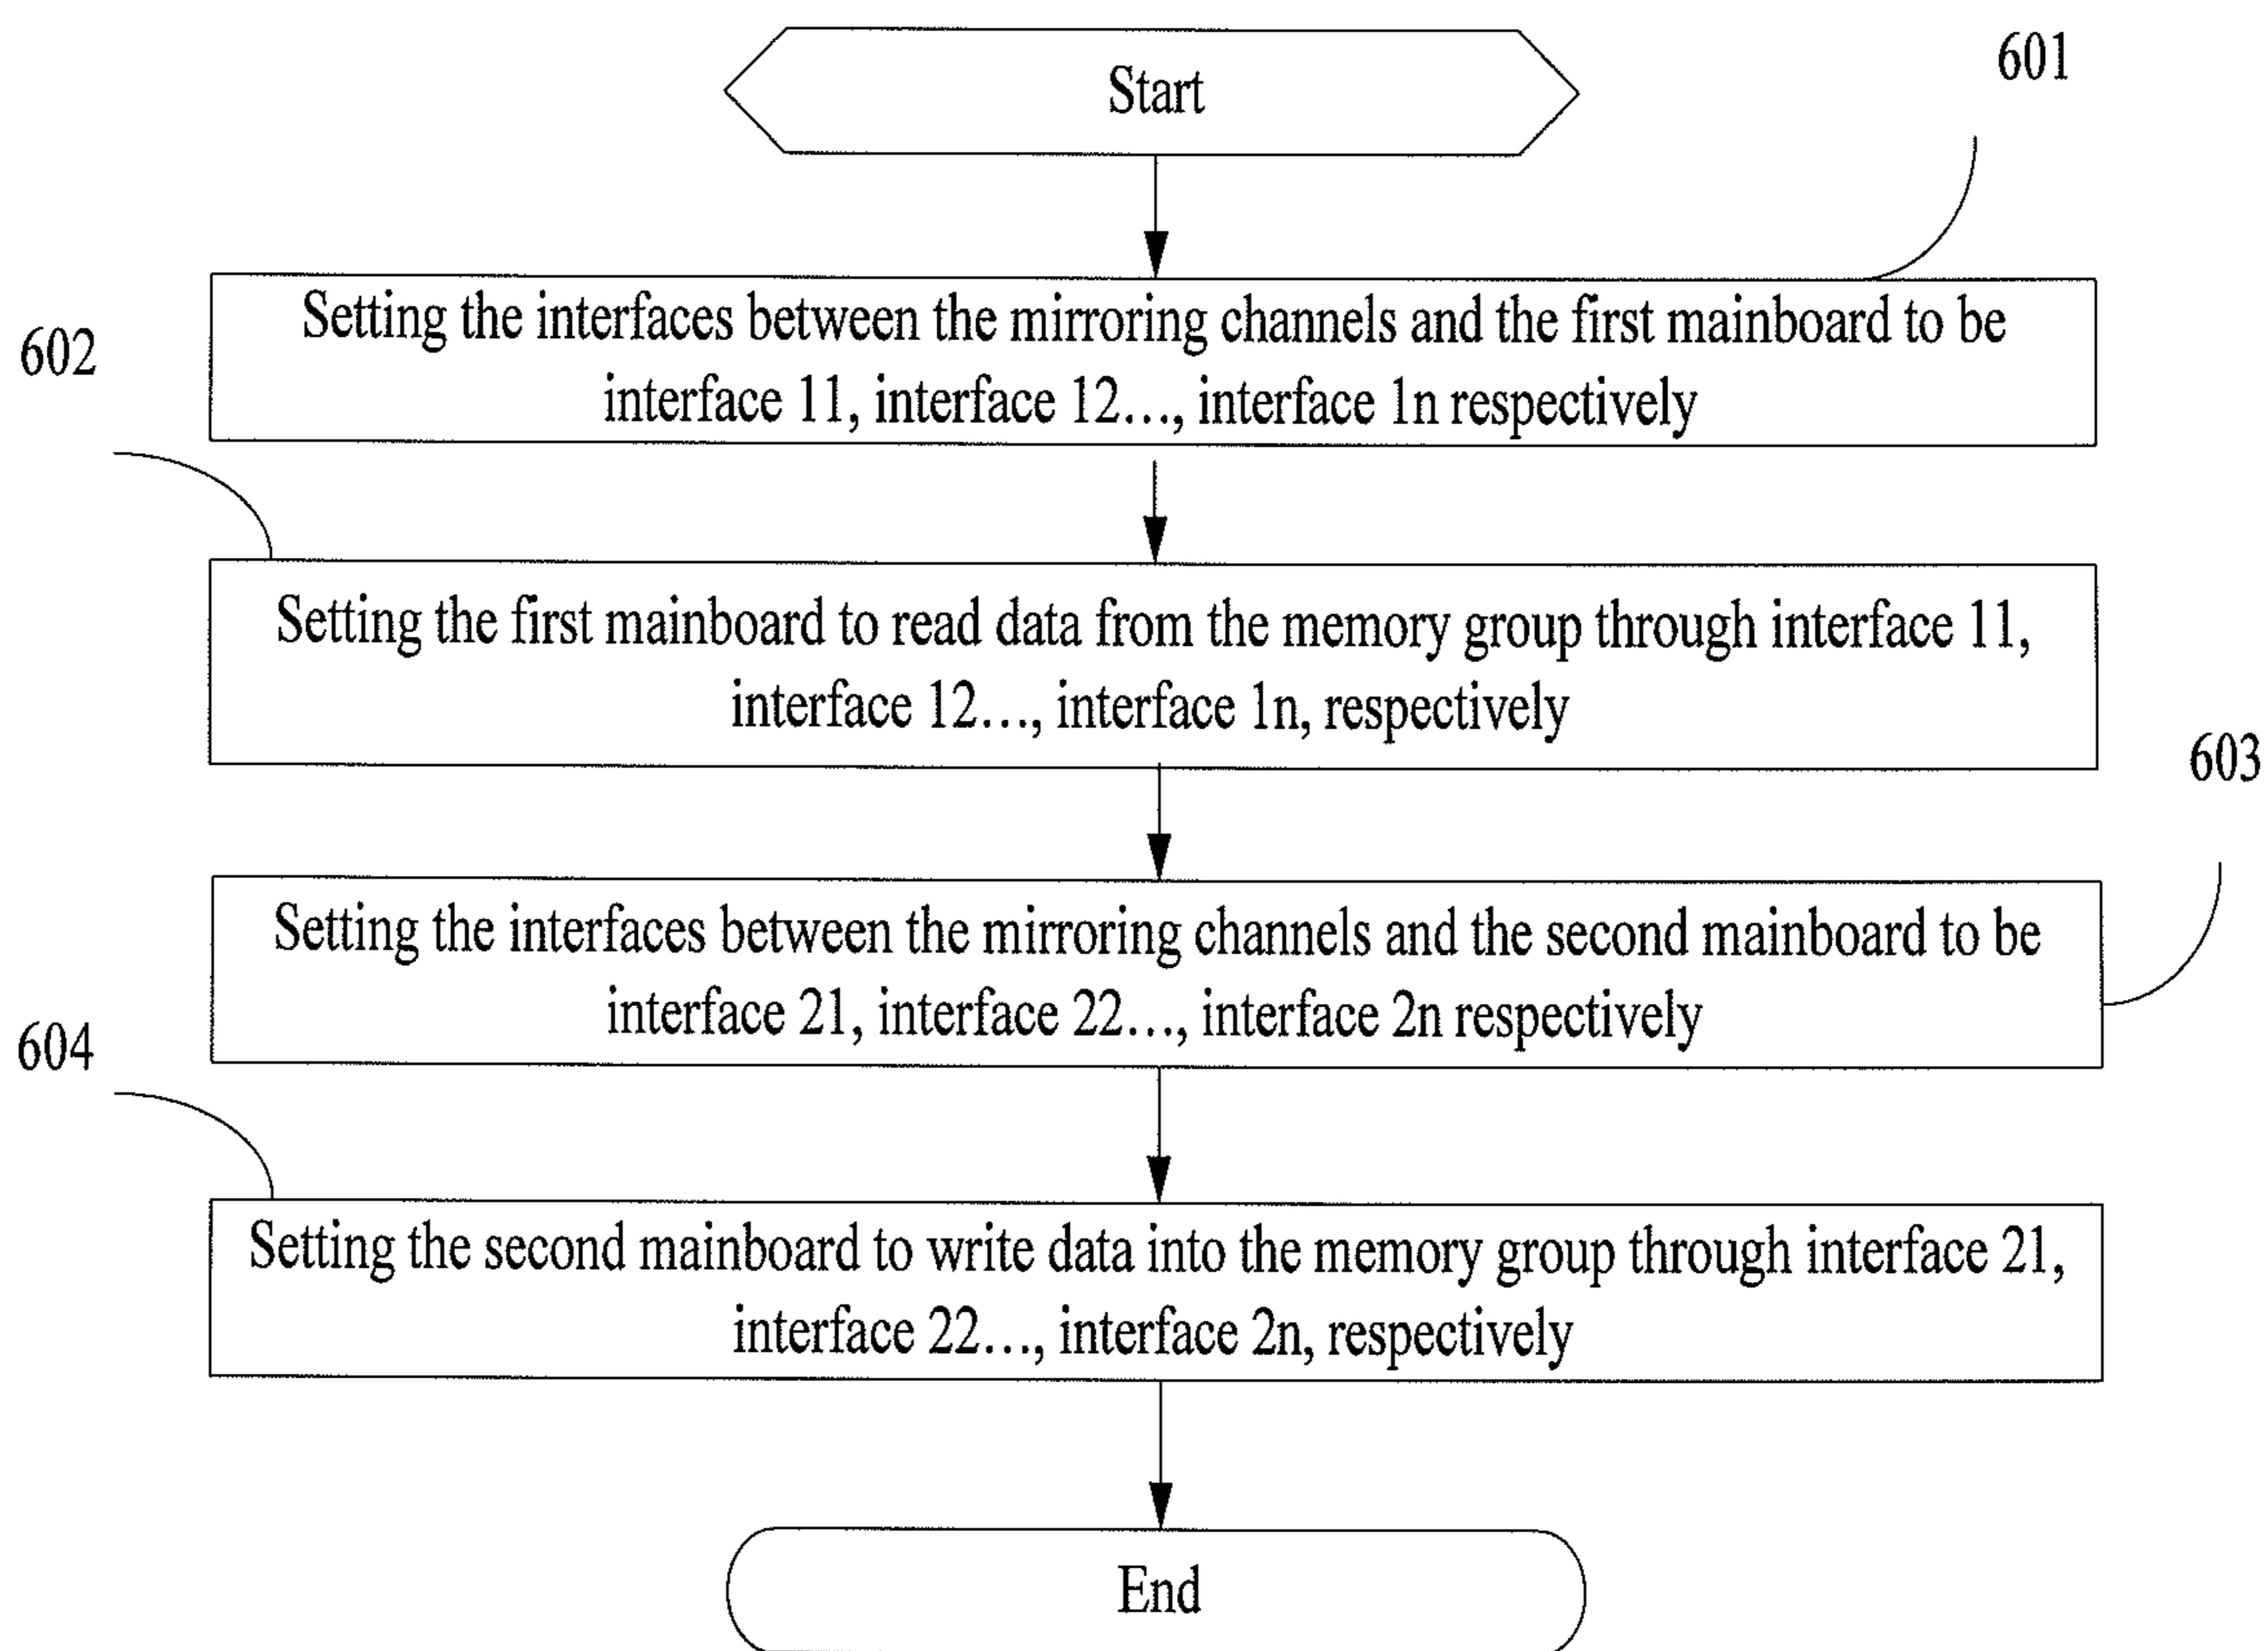 Start
601
Setting the interfaces between the mirroring channels and the first mainboard to be
interface 11, interface 12..., interface 1n respectively
602
Setting the first mainboard to read data from the memory group through interface 11,
interface 12..., interface 1n, respectively
603
Setting the interfaces between the mirroring channels and the second mainboard to be
interface 21, interface 22..., interface 2n respectively
604
Setting the second mainboard to write data into the memory group through interface 21,
interface 22..., interface 2n, respectively
End